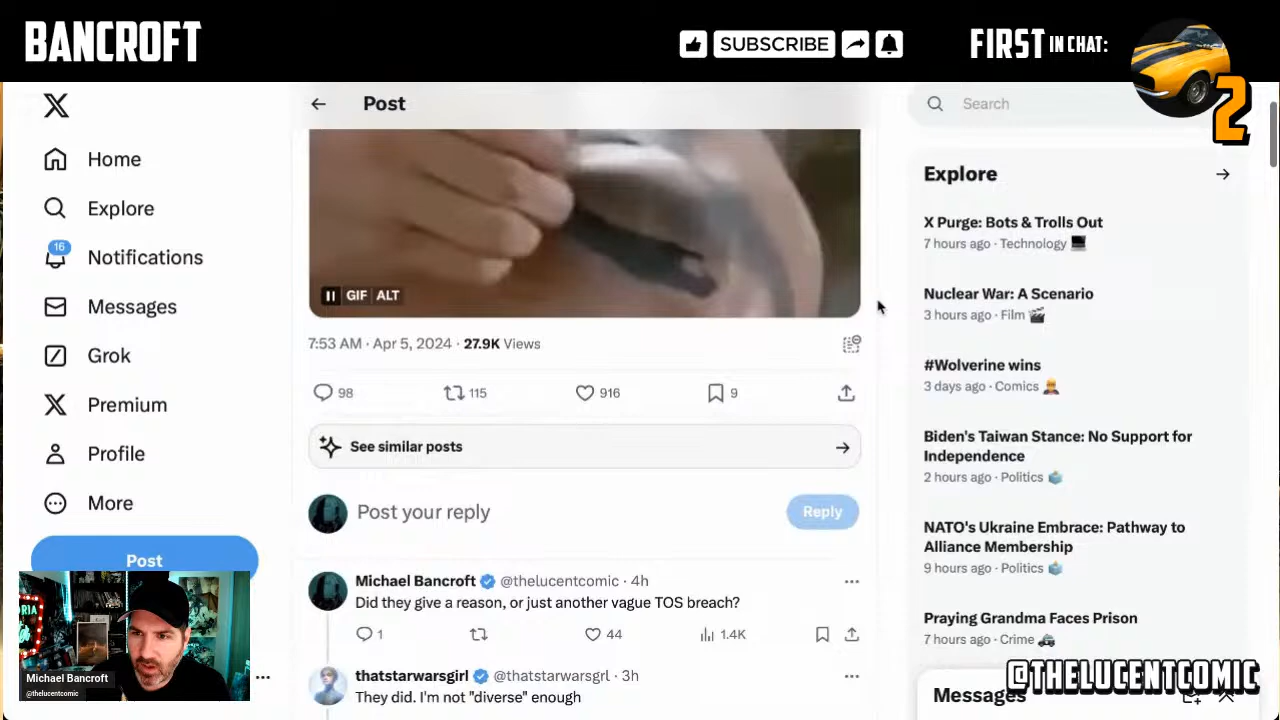 BANCROFT
SUBSCRIBE
FIRST IN CHAT:
2
Home
Explore
16
Notifications
Messages
Grok
Premium
Profile
More
Post
Michael Bancroft
@thelucentcomic
Post
GIF ALT
7:53 AM · Apr 5, 2024 · 27.9K Views
98 115 916 9
See similar posts
Post your reply
Reply
Michael Bancroft @thelucentcomic · 4h
Did they give a reason, or just another vague TOS breach?
1 44 1.4K
thatstarwarsgirl @thatstarwarsgrl · 3h
They did. I'm not "diverse" enough
Search
Explore
X Purge: Bots & Trolls Out
7 hours ago · Technology
Nuclear War: A Scenario
3 hours ago · Film
#Wolverine wins
3 days ago · Comics
Biden's Taiwan Stance: No Support for
Independence
2 hours ago · Politics
NATO's Ukraine Embrace: Pathway to
Alliance Membership
9 hours ago · Politics
Praying Grandma Faces Prison
7 hours ago · Crime
Messages
@THELUCENTCOMIC